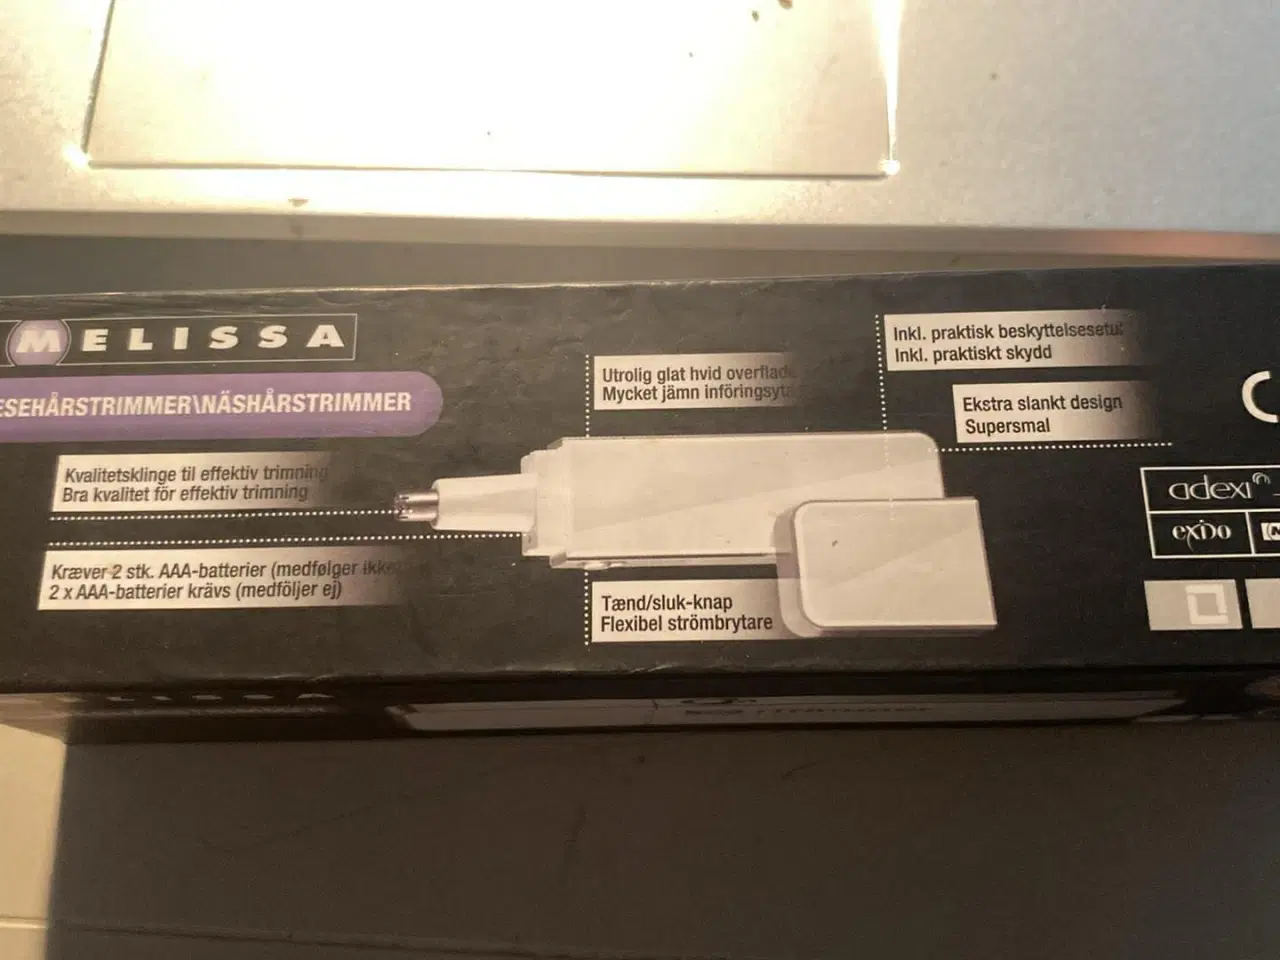 MELISSA
ESEHÅRSTRIMMER\NÄSHÅRSTRIMMER
Kvalitetsklinge til effektiv trimning
Bra kvalitet för effektiv trimning
Kræver 2 stk. AAA-batterier (medfølger ikke
2 x AAA-batterier krävs (medföljer ej)
Utrolig glat hvid overflade
Mycket jämn införingsyta
Tænd/sluk-knap
Flexibel strömbrytare
Inkl. praktisk beskyttelsesetui
Inkl. praktiskt skydd
Ekstra slankt design
Supersmal
CE
adexi
exido